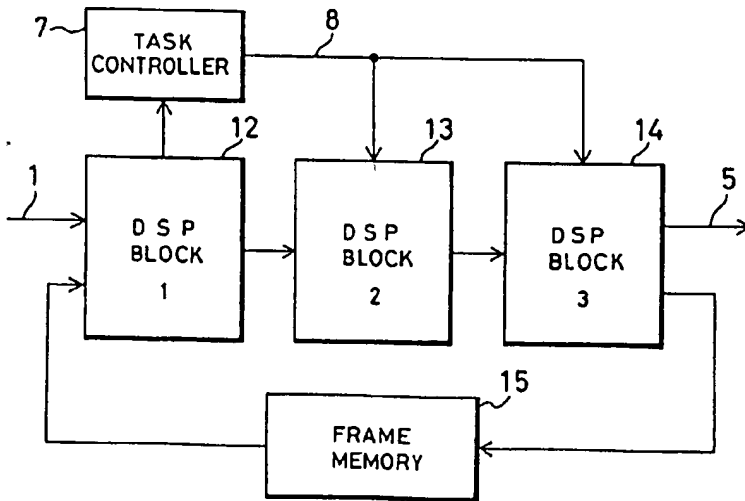 7
TASK
CONTROLLER
8
12
13
14
1
DSP
BLOCK
1
DSP
BLOCK
2
DSP
BLOCK
3
5
15
FRAME
MEMORY